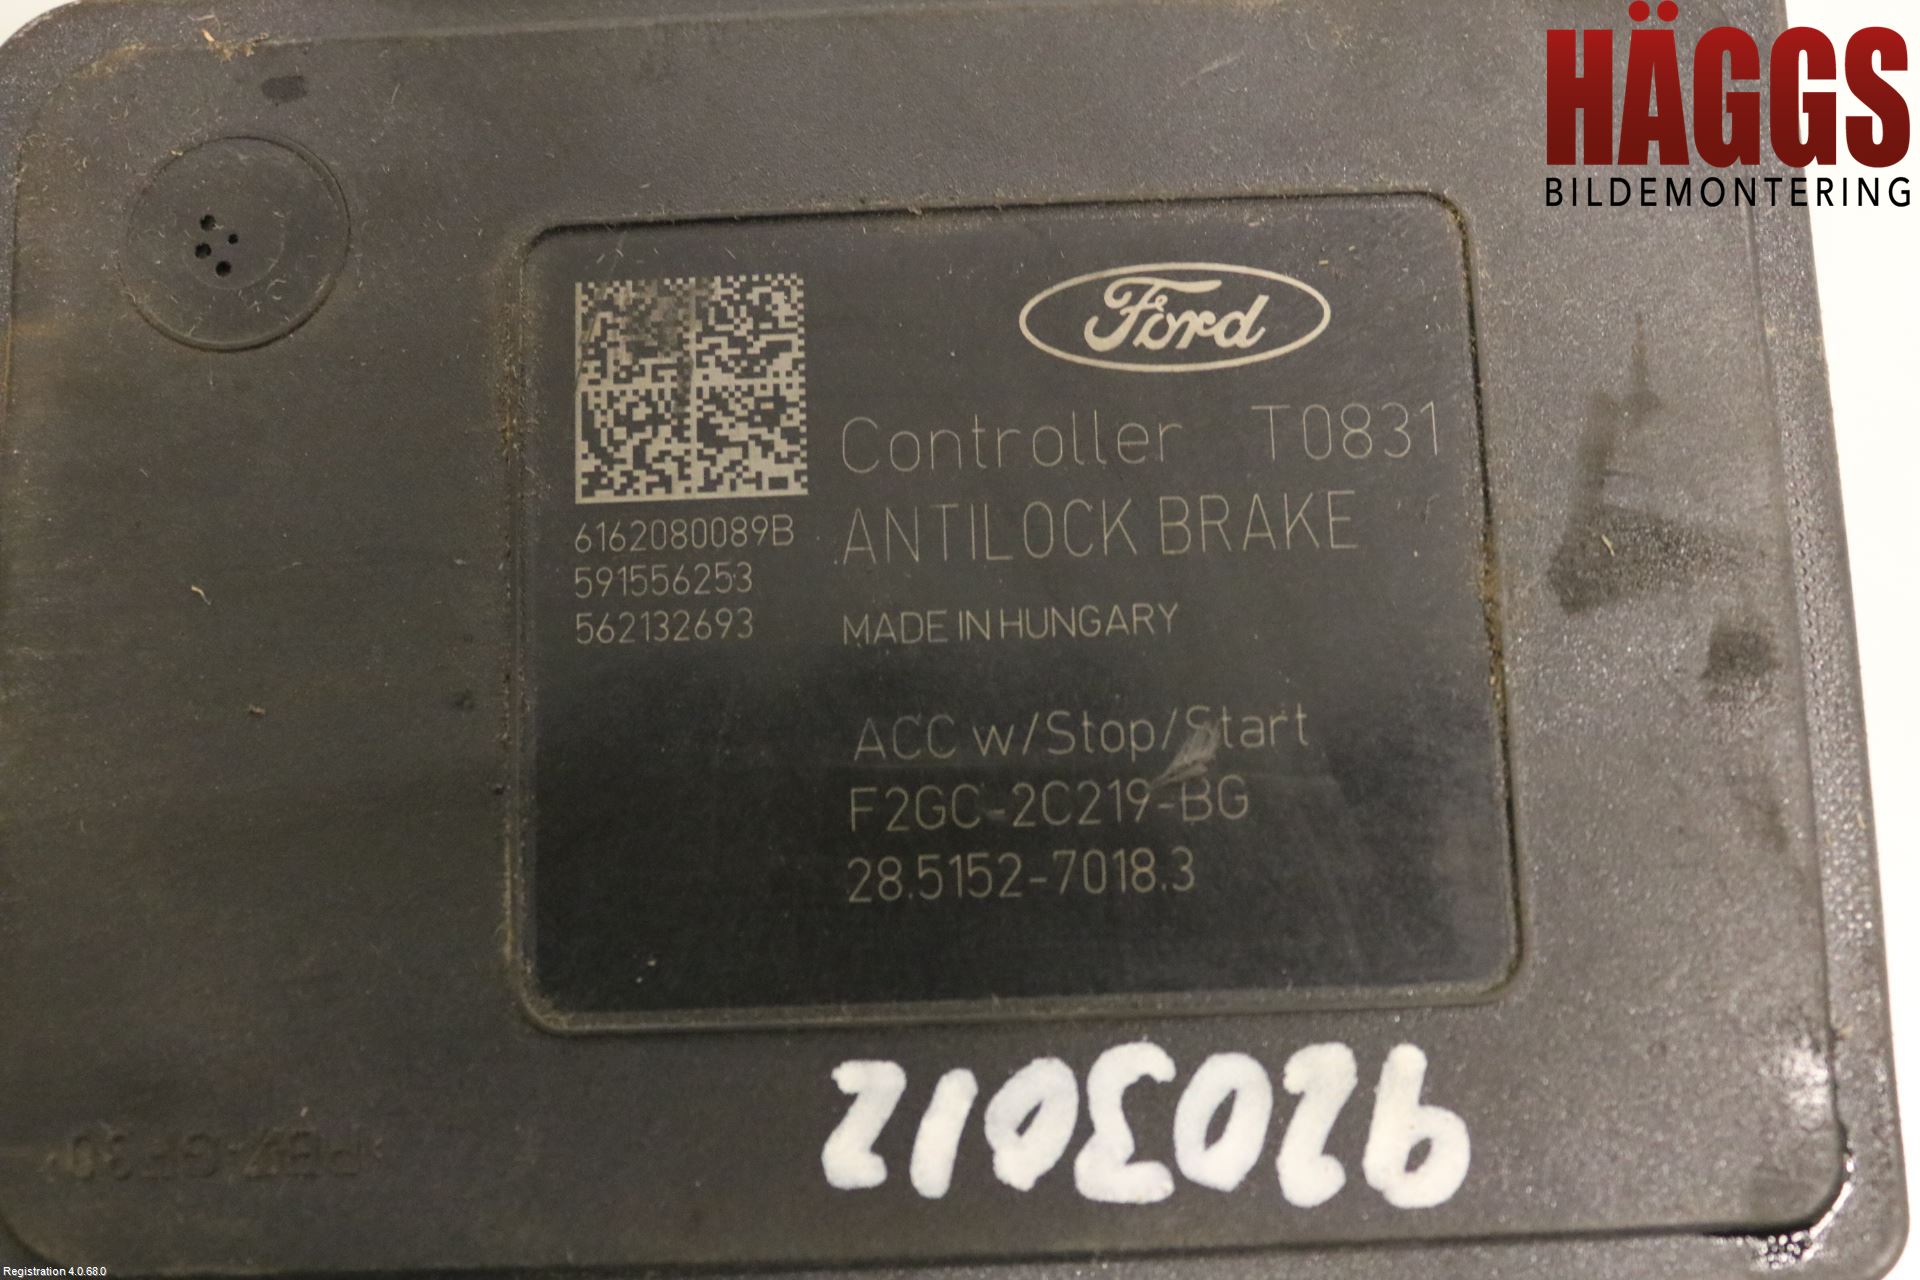 HÄGGS
BILDEMONTERING
Ford
Controller T0831
ANTILOCK BRAKE
6162080089B
591556253
562132693
MADE IN HUNGARY
ACC w/Stop/Start
F2GC-2C219-BG
28.5152-7018.3
9203012
Registration 4.0.68.0